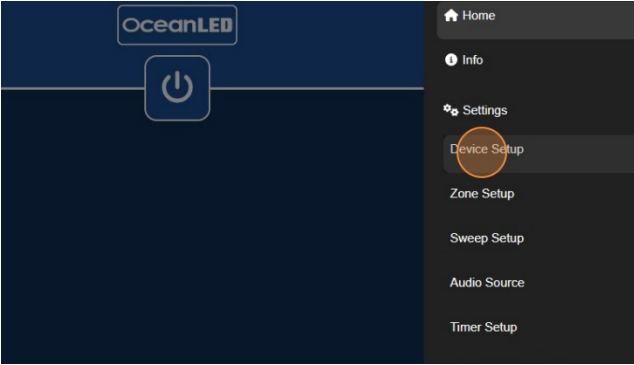 OceanLED
Home
Info
Settings
Device Setup
Zone Setup
Sweep Setup
Audio Source
Timer Setup